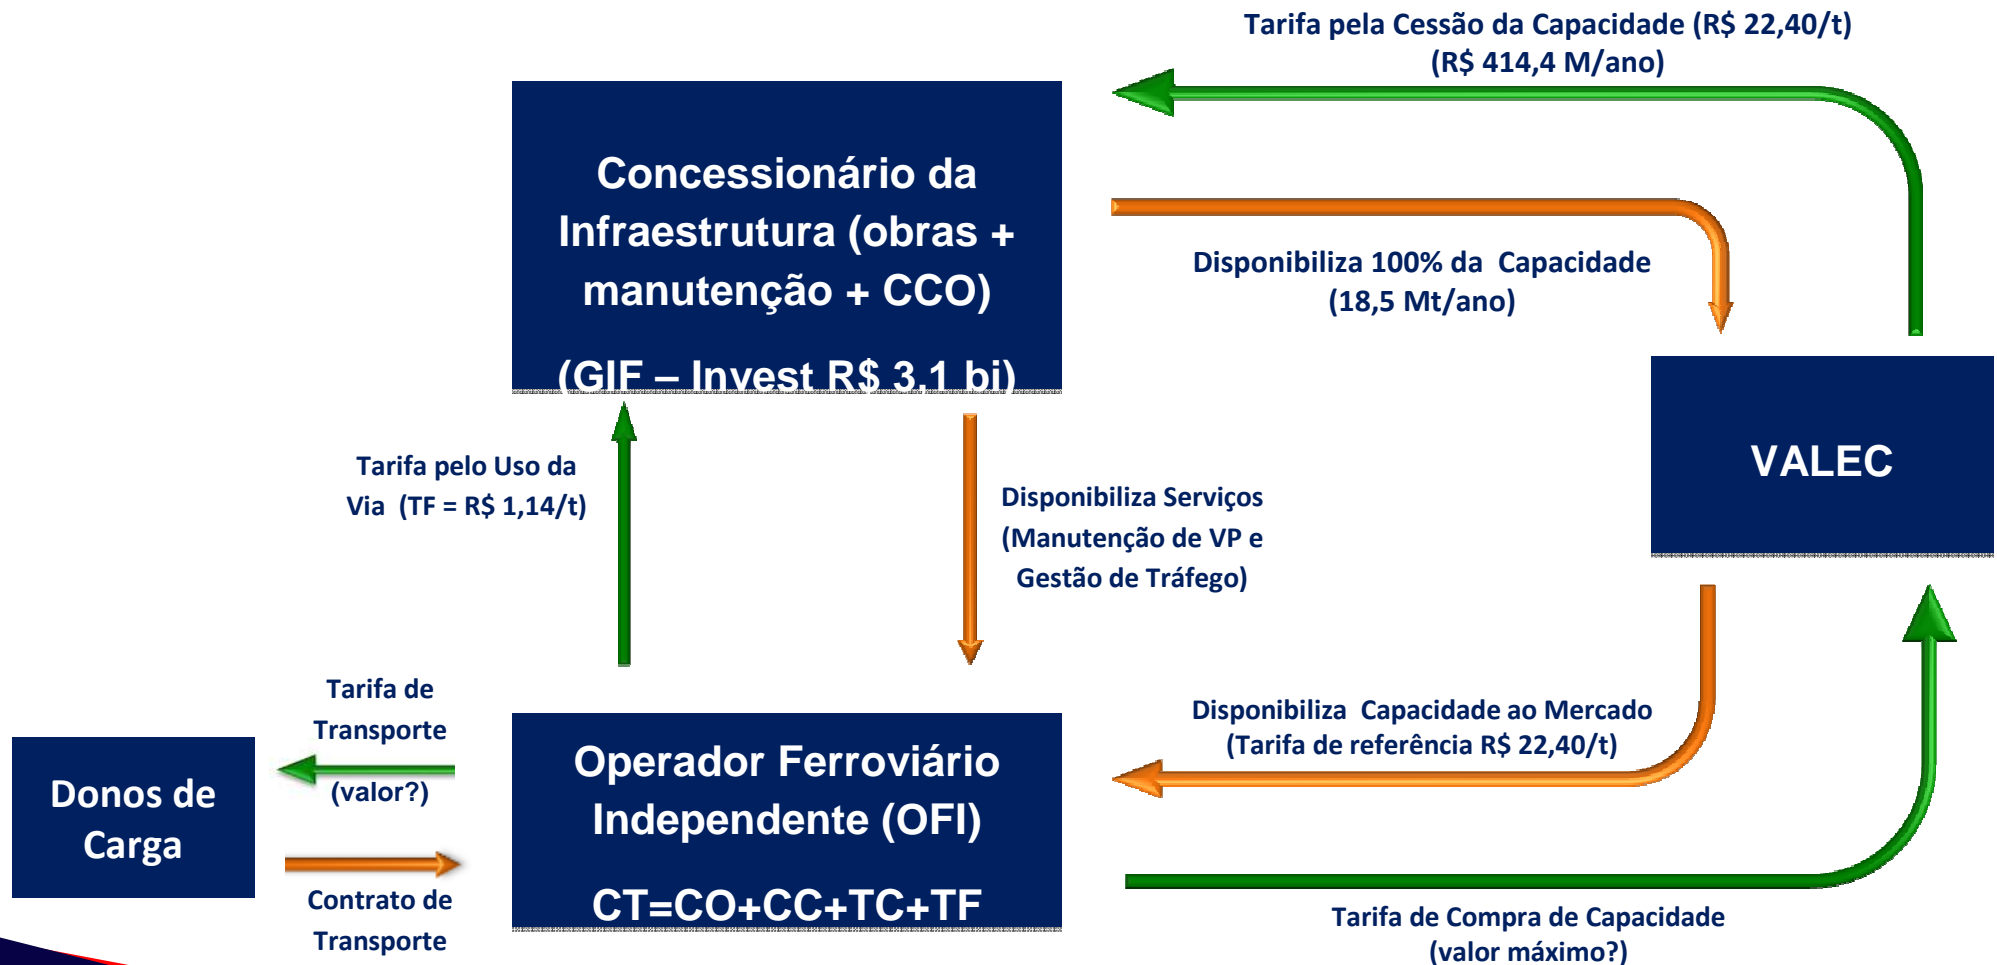 Tarifa pela Cessão da Capacidade (R$ 22,40/t)
(R$ 414,4 M/ano)
Concessionário da
Infraestrutura (obras +
manutenção + CCO)
(GIF – Invest R$ 3,1 bi)
Disponibiliza 100% da Capacidade
(18,5 Mt/ano)
VALEC
Tarifa pelo Uso da
Via (TF = R$ 1,14/t)
Disponibiliza Serviços
(Manutenção de VP e
Gestão de Tráfego)
Tarifa de
Transporte
(valor?)
Donos de
Carga
Contrato de
Transporte
Operador Ferroviário
Independente (OFI)
CT=CO+CC+TC+TF
Disponibiliza Capacidade ao Mercado
(Tarifa de referência R$ 22,40/t)
Tarifa de Compra de Capacidade
(valor máximo?)